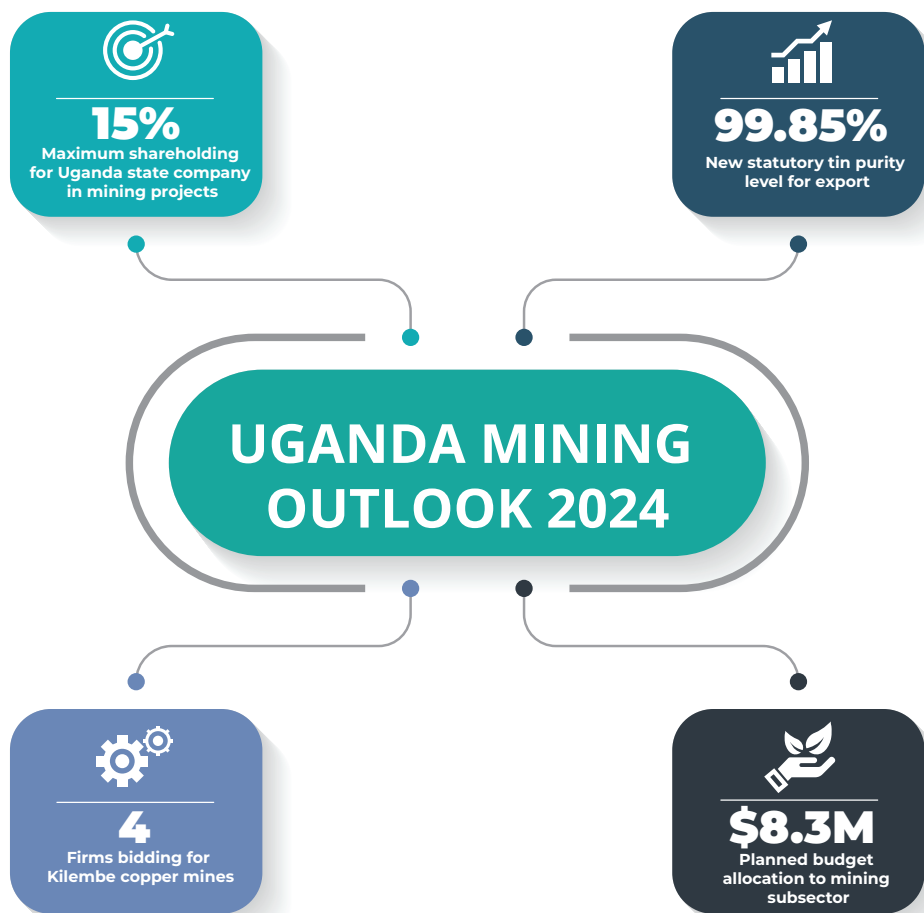 15%
Maximum shareholding
for Uganda state company
in mining projects
99.85%
New statutory tin purity
level for export
UGANDA MINING
OUTLOOK 2024
4
Firms bidding for
Kilembe copper mines
$8.3M
Planned budget
allocation to mining
subsector